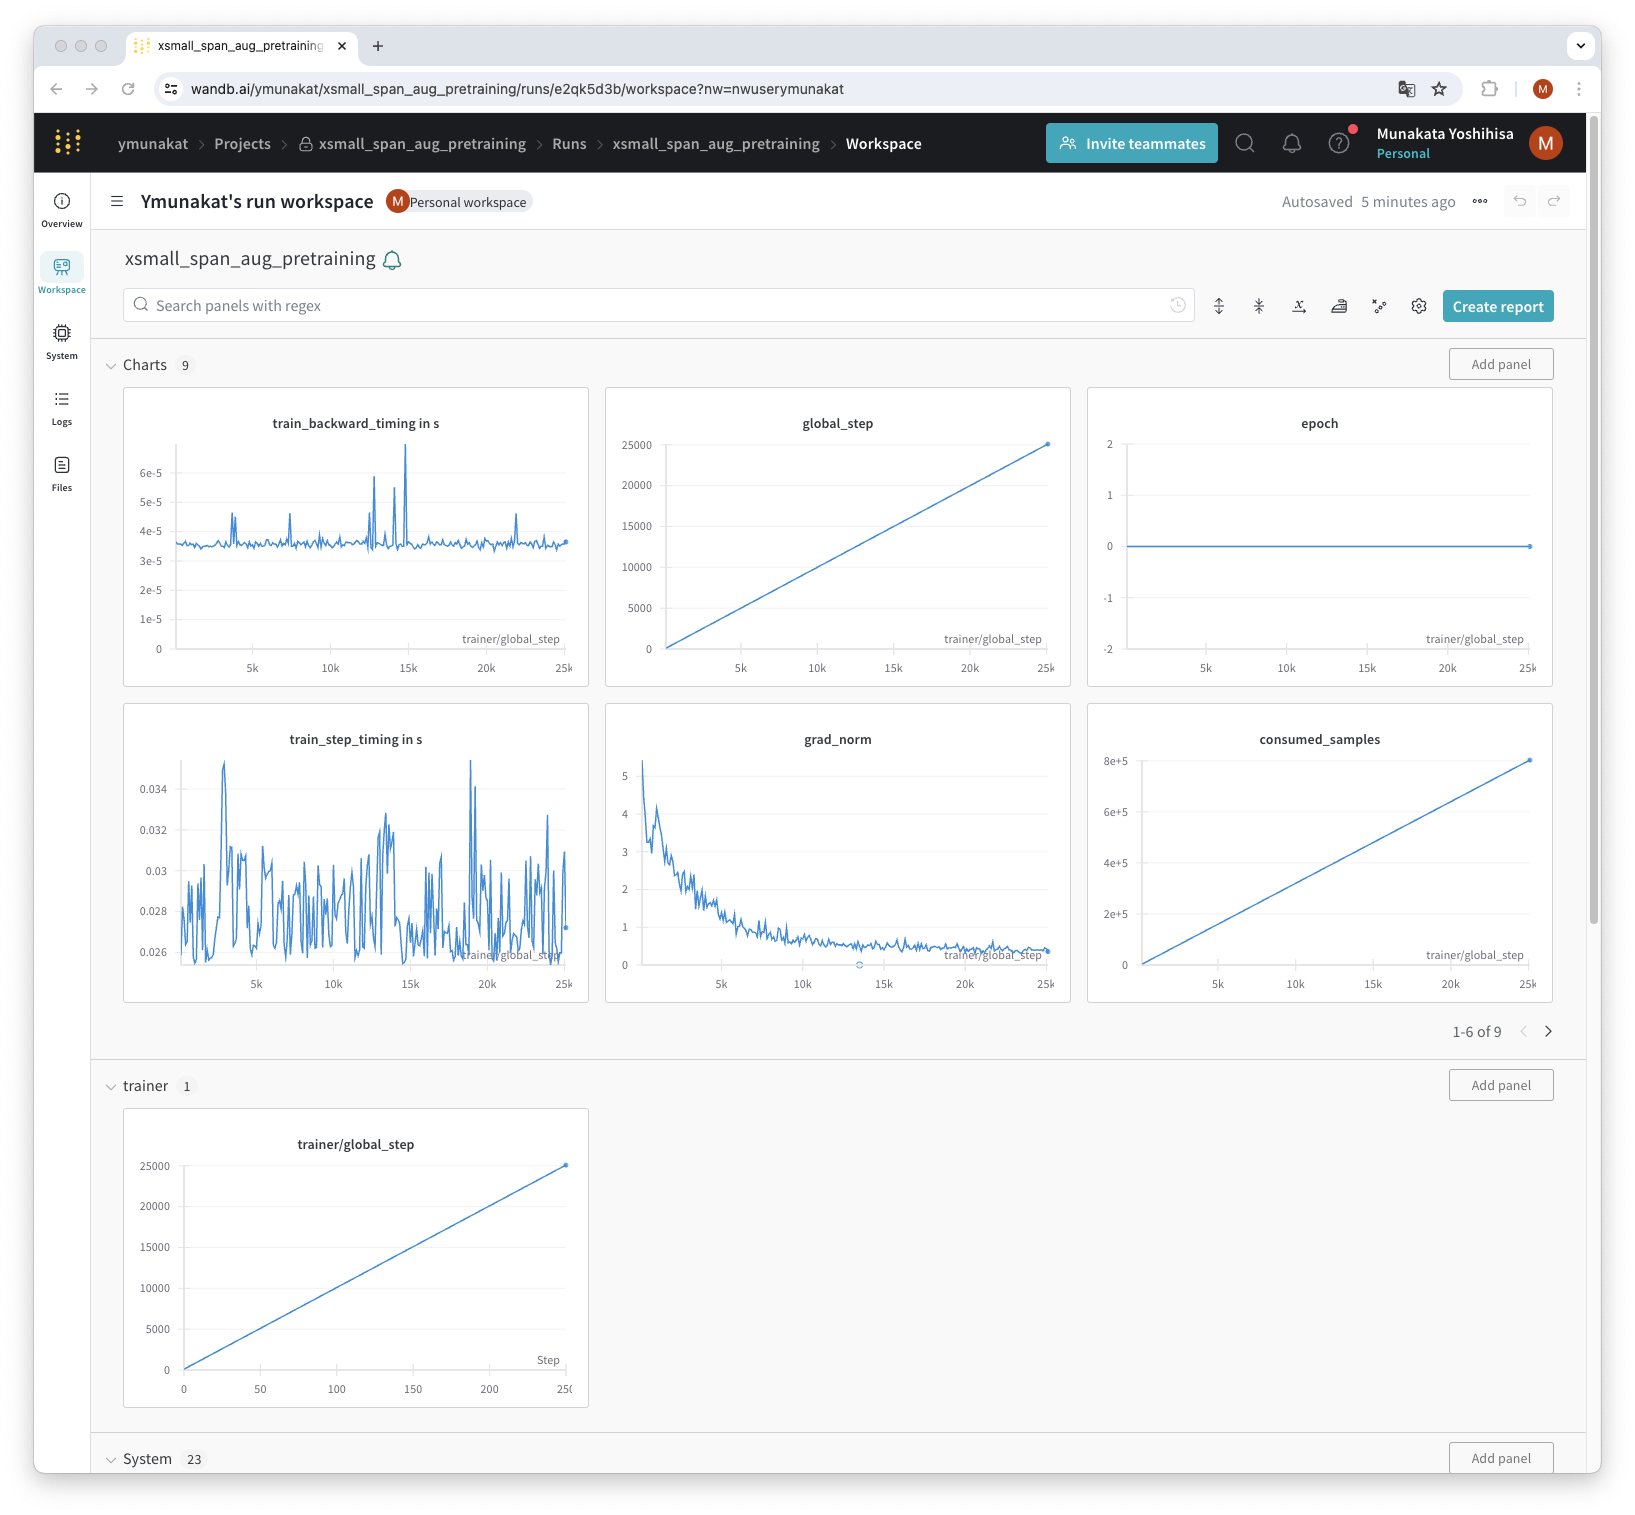 xsmall_span_aug_pretraining
wandb.ai/ymunakat/xsmall_span_aug_pretraining/runs/e2qk5d3b/workspace?nw=nwuserymunakat
M
ymunakat > Projects > xsmall_span_aug_pretraining > Runs > xsmall_span_aug_pretraining > Workspace
Invite teammates
Munakata Yoshihisa
Personal
M
Overview
Workspace
System
Logs
Files
Ymunakat's run workspace
M Personal workspace
Autosaved 5 minutes ago
xsmall_span_aug_pretraining
Search panels with regex
Create report
Charts 9
Add panel
train_backward_timing in s
6e-5
5e-5
4e-5
3e-5
2e-5
1e-5
0
trainer/global_step
5k 10k 15k 20k 25k
global_step
25000
20000
15000
10000
5000
0
trainer/global_step
5k 10k 15k 20k 25k
epoch
2
1
0
-1
-2
trainer/global_step
5k 10k 15k 20k 25k
train_step_timing in s
0.034
0.032
0.03
0.028
0.026
trainer/global_step
5k 10k 15k 20k 25k
grad_norm
5
4
3
2
1
0
trainer/global_step
5k 10k 15k 20k 25k
consumed_samples
8e+5
6e+5
4e+5
2e+5
0
trainer/global_step
5k 10k 15k 20k 25k
1-6 of 9
trainer 1
Add panel
trainer/global_step
25000
20000
15000
10000
5000
0
Step
0 50 100 150 200 250
System 23
Add panel